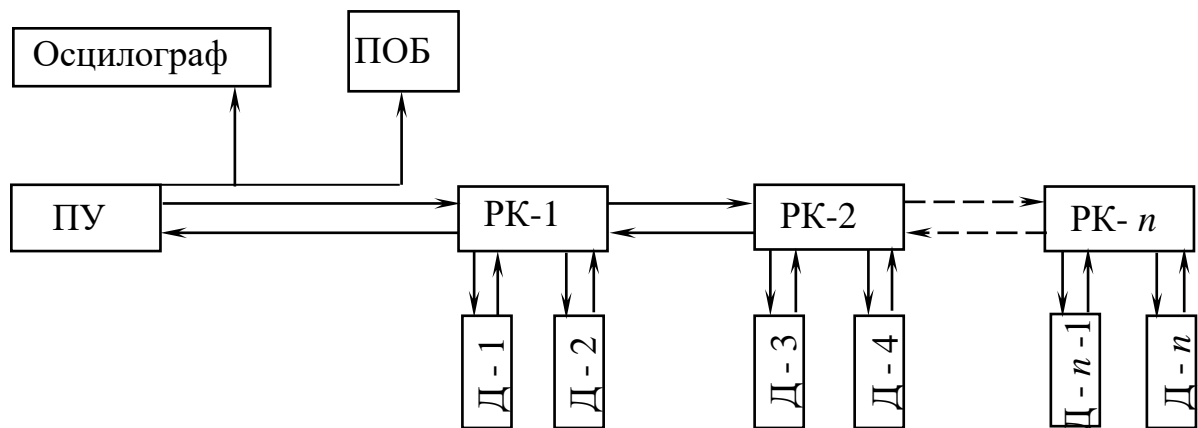 Осцилограф
ПОБ
ПУ
РК-1
РК-2
РК- n
Д - 1
Д - 2
Д - 3
Д - 4
Д - n -1
Д - n